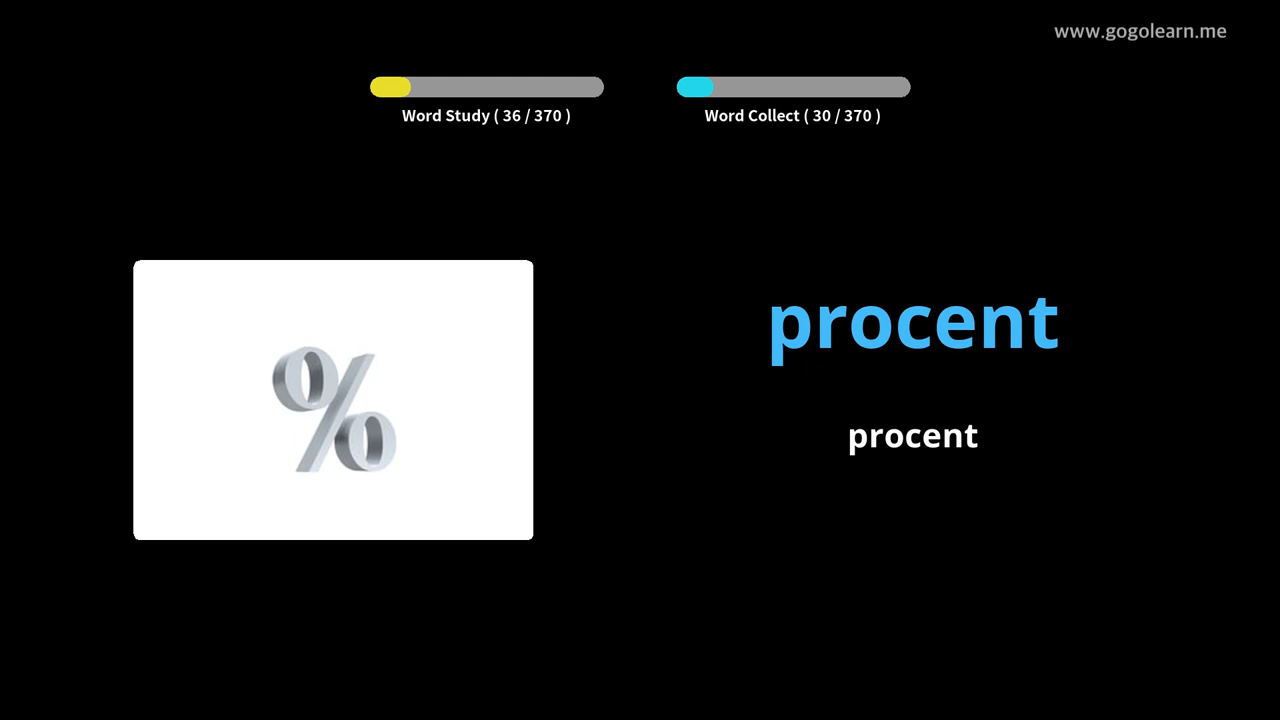 www.gogolearn.me
Word Study ( 36 / 370 )
Word Collect ( 30 / 370 )
%
procent
procent